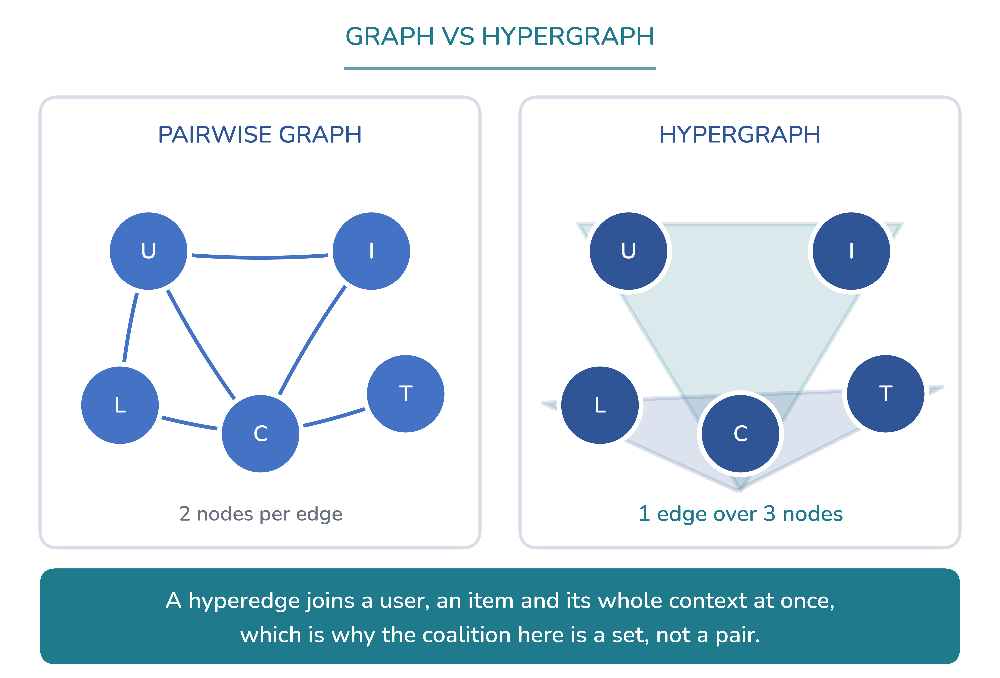 GRAPH VS HYPERGRAPH
PAIRWISE GRAPH
U
I
L
T
C
2 nodes per edge
HYPERGRAPH
U
I
L
T
C
1 edge over 3 nodes
A hyperedge joins a user, an item and its whole context at once,
which is why the coalition here is a set, not a pair.